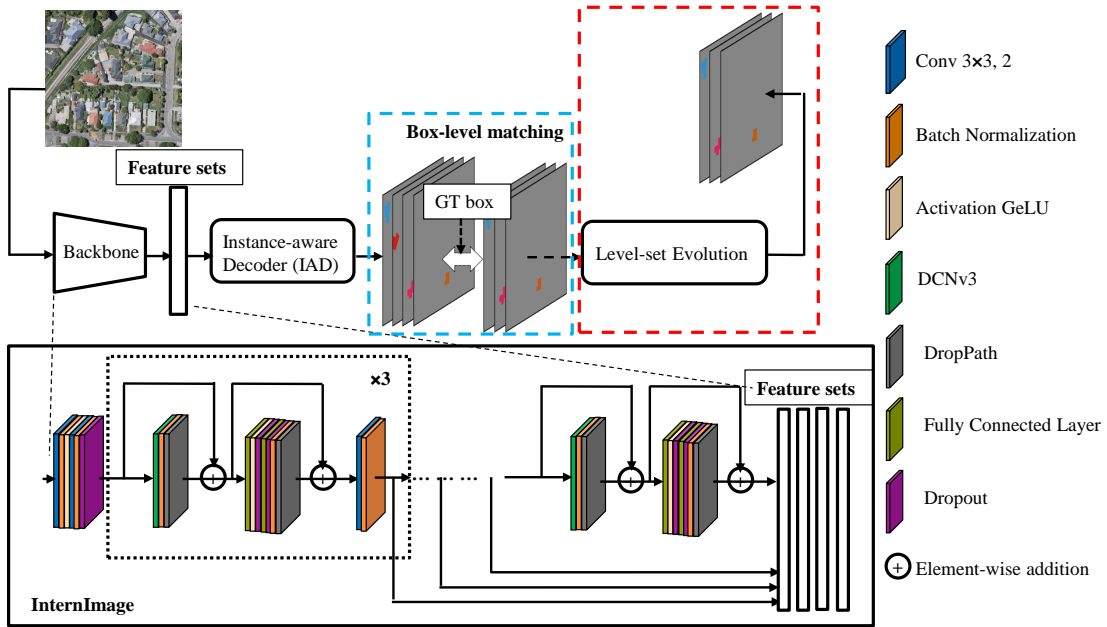 Conv 3×3, 2
Box-level matching
Batch Normalization
Feature sets
GT box
Activation GeLU
Backbone
Instance-aware
Decoder (IAD)
Level-set Evolution
DCNv3
DropPath
×3
Feature sets
Fully Connected Layer
+
+
...
...
+
+
Dropout
+
Element-wise addition
InternImage